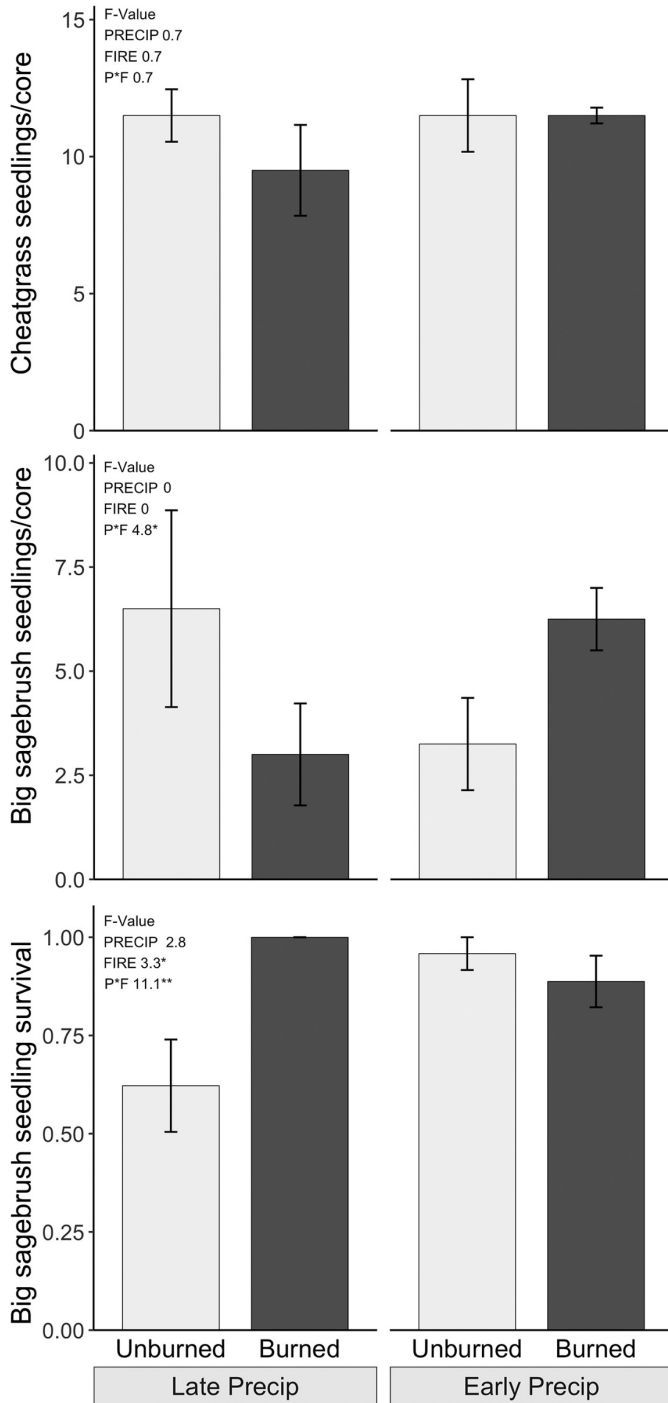 Cheatgrass seedlings/core
15
10
5
0
F-Value
PRECIP 0.7
FIRE 0.7
P*F 0.7
Big sagebrush seedlings/core
10.0
7.5
5.0
2.5
0.0
F-Value
PRECIP 0
FIRE 0
P*F 4.8*
Big sagebrush seedling survival
1.00
0.75
0.50
0.25
0.00
F-Value
PRECIP 2.8
FIRE 3.3*
P*F 11.1**
Unburned Burned Unburned Burned
Late Precip Early Precip